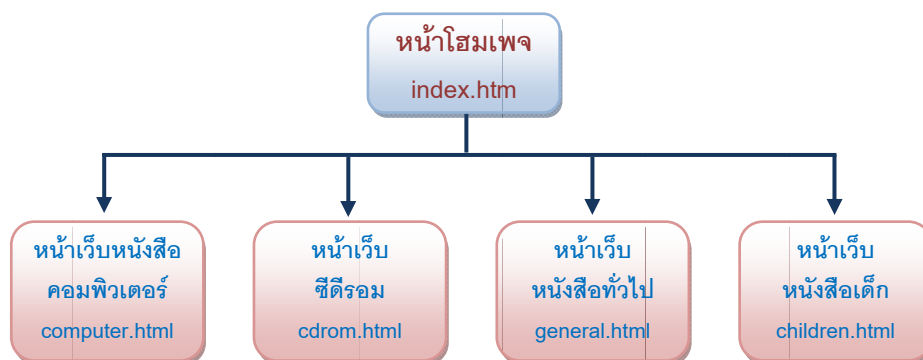 หน้าโฮมเพจ
index.htm
หน้าเว็บหนังสือ
คอมพิวเตอร์
computer.html
หน้าเว็บ
ซีดีรอม
cdrom.html
หน้าเว็บ
หนังสือทั่วไป
general.html
หน้าเว็บ
หนังสือเด็ก
children.html